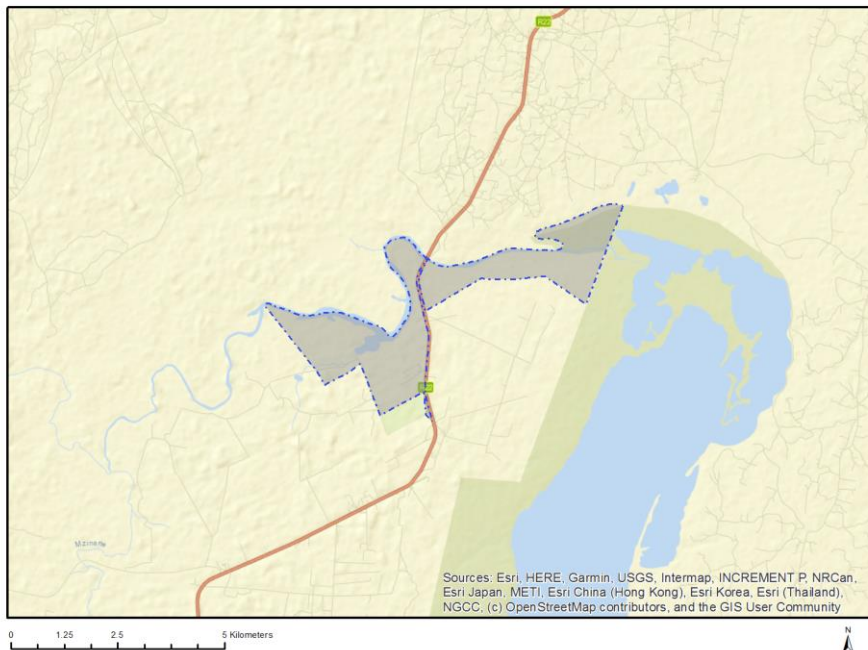 R22
R22
Sources: Esri, HERE, Garmin, USGS, Intermap, INCREMENT P, NRCan,
Esri Japan, METI, Esri China (Hong Kong), Esri Korea, Esri (Thailand),
NGCC, (c) OpenStreetMap contributors, and the GIS User Community
0 1.25 2.5 5 Kilometers
N